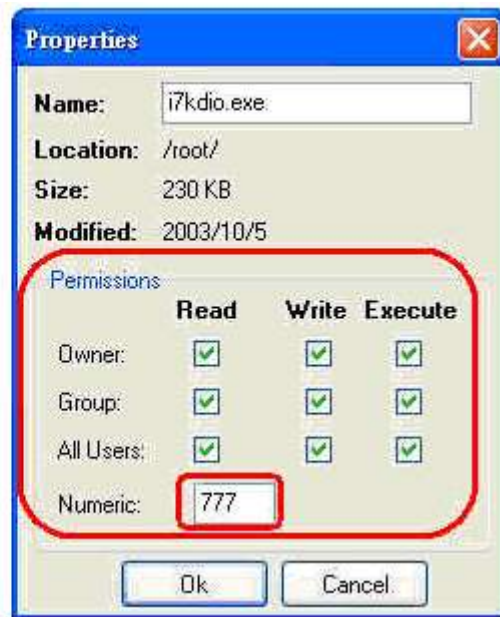 Properties
Name: i7kdio.exe
Location: /root/
Size: 230 KB
Modified: 2003/10/5
Permissions
Read Write Execute
Owner:
Group:
All Users:
Numeric: 777
Ok Cancel